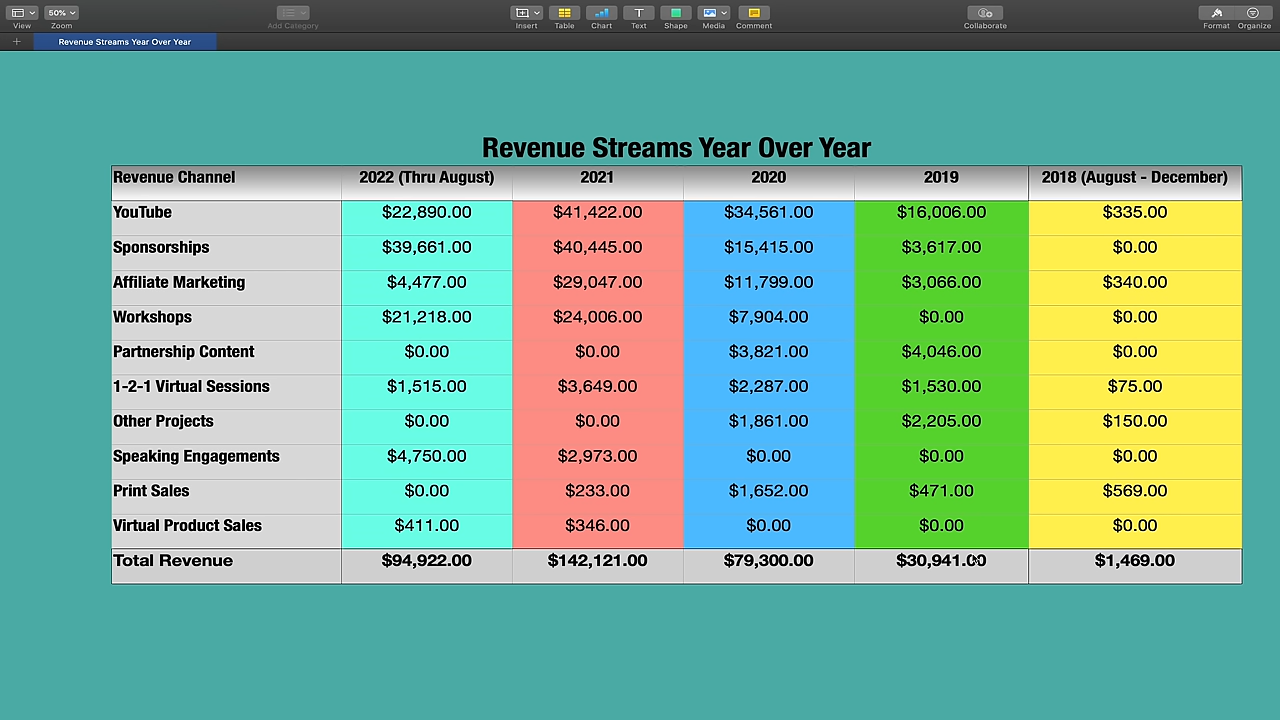 View 50% Zoom Add Category Insert Table Chart Text Shape Media Comment Collaborate Format Organize
Revenue Streams Year Over Year
Revenue Streams Year Over Year
Revenue Channel 2022 (Thru August) 2021 2020 2019 2018 (August - December)
YouTube $22,890.00 $41,422.00 $34,561.00 $16,006.00 $335.00
Sponsorships $39,661.00 $40,445.00 $15,415.00 $3,617.00 $0.00
Affiliate Marketing $4,477.00 $29,047.00 $11,799.00 $3,066.00 $340.00
Workshops $21,218.00 $24,006.00 $7,904.00 $0.00 $0.00
Partnership Content $0.00 $0.00 $3,821.00 $4,046.00 $0.00
1-2-1 Virtual Sessions $1,515.00 $3,649.00 $2,287.00 $1,530.00 $75.00
Other Projects $0.00 $0.00 $1,861.00 $2,205.00 $150.00
Speaking Engagements $4,750.00 $2,973.00 $0.00 $0.00 $0.00
Print Sales $0.00 $233.00 $1,652.00 $471.00 $569.00
Virtual Product Sales $411.00 $346.00 $0.00 $0.00 $0.00
Total Revenue $94,922.00 $142,121.00 $79,300.00 $30,941.00 $1,469.00